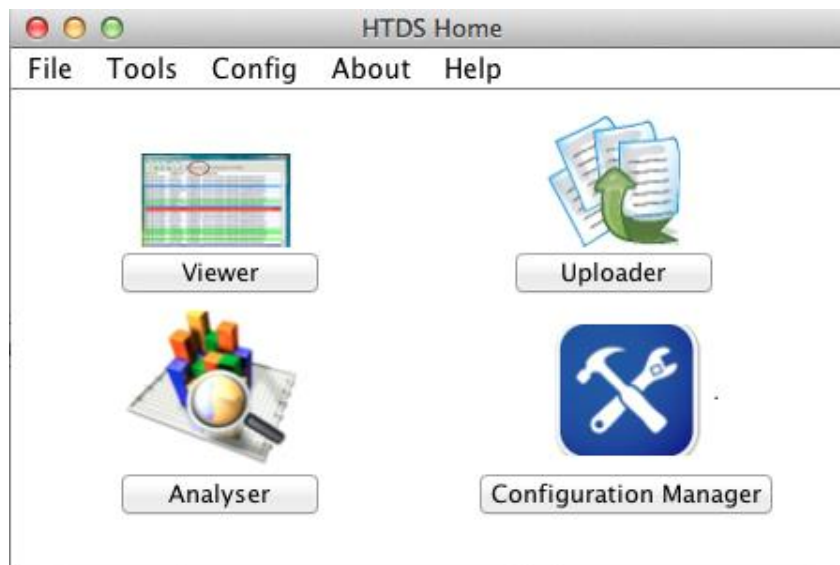 HTDS Home
File Tools Config About Help
Viewer Uploader
Analyser Configuration Manager